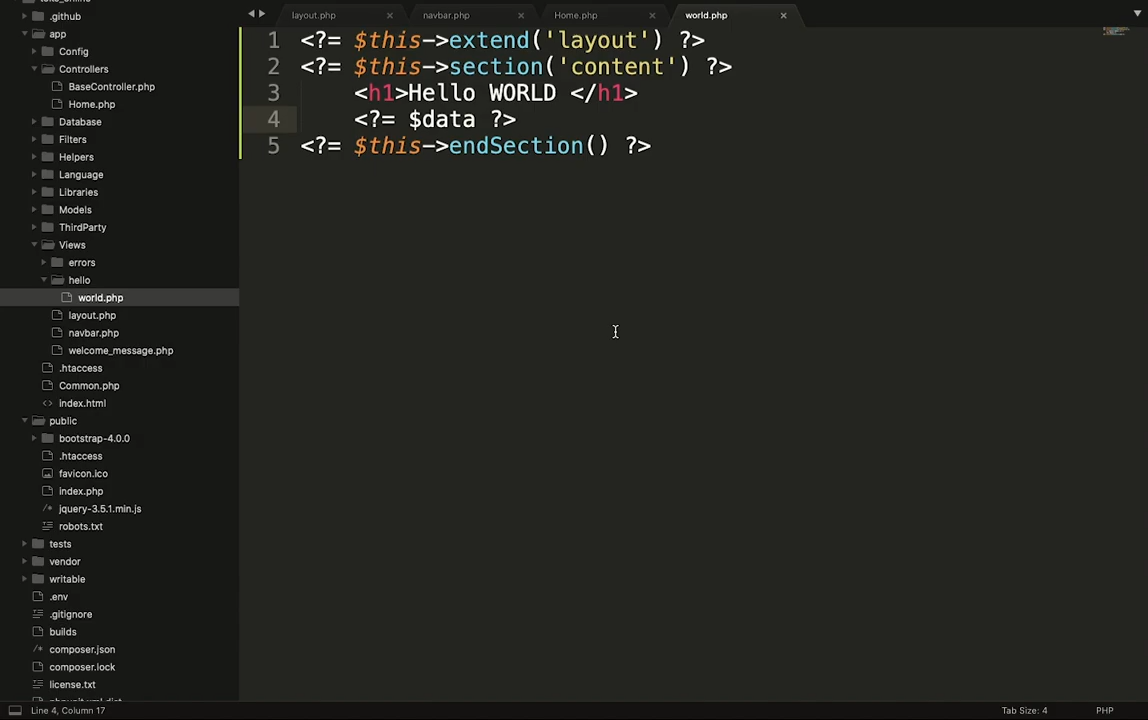 .github
app
Config
Controllers
BaseController.php
Home.php
Database
Filters
Helpers
Language
Libraries
Models
ThirdParty
Views
errors
hello
world.php
layout.php
navbar.php
welcome_message.php
.htaccess
Common.php
<> index.html
public
bootstrap-4.0.0
.htaccess
favicon.ico
index.php
/* jquery-3.5.1.min.js
robots.txt
tests
vendor
writable
.env
.gitignore
builds
/* composer.json
composer.lock
license.txt
layout.php
navbar.php
Home.php
world.php
1 <?= $this->extend('layout') ?>
2 <?= $this->section('content') ?>
3 <h1>Hello WORLD </h1>
4 <?= $data ?>
5 <?= $this->endSection() ?>
Line 4, Column 17
Tab Size: 4
PHP